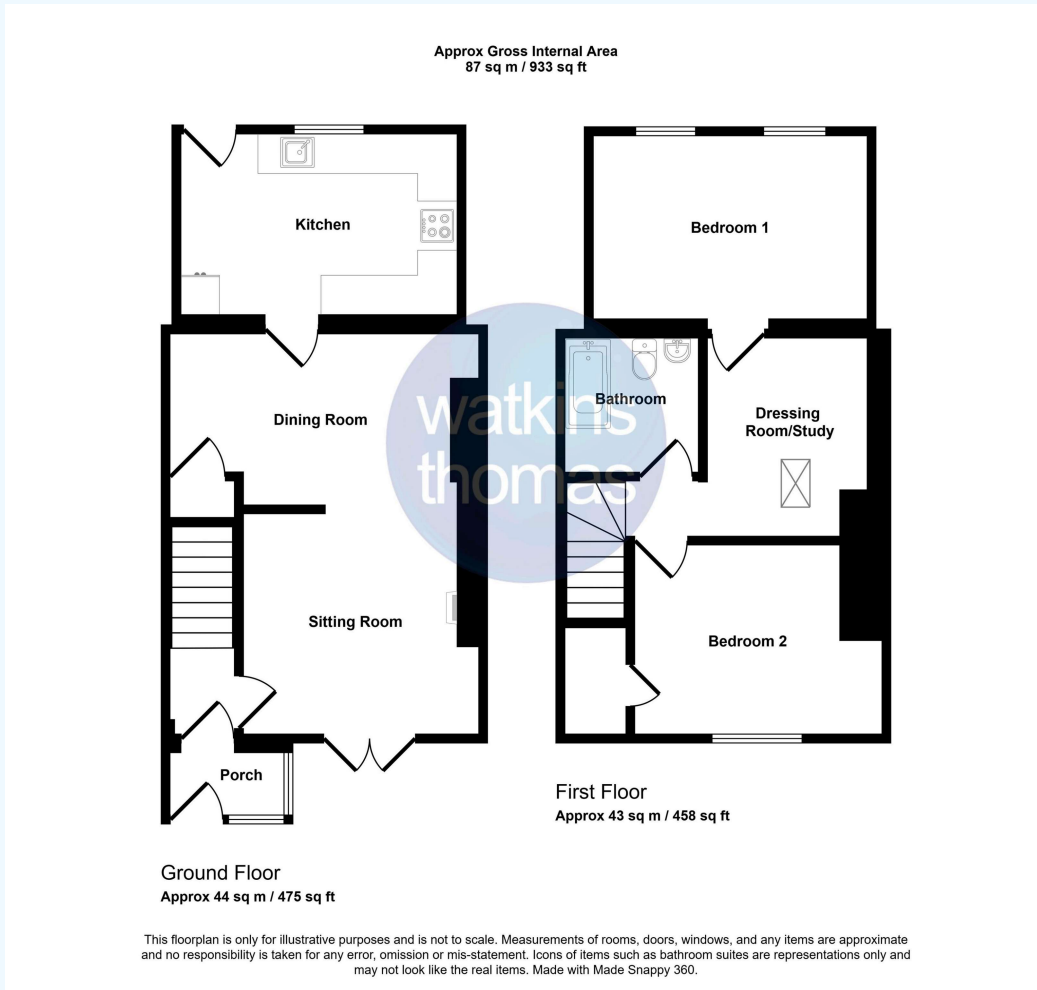 Approx Gross Internal Area
87 sq m / 933 sq ft
Kitchen
Bedroom 1
Dining Room
Bathroom
Dressing
Room/Study
watkins
thomas
Sitting Room
Bedroom 2
Porch
First Floor
Approx 43 sq m / 458 sq ft
Ground Floor
Approx 44 sq m / 475 sq ft
This floorplan is only for illustrative purposes and is not to scale. Measurements of rooms, doors, windows, and any items are approximate
and no responsibility is taken for any error, omission or mis-statement. Icons of items such as bathroom suites are representations only and
may not look like the real items. Made with Made Snappy 360.